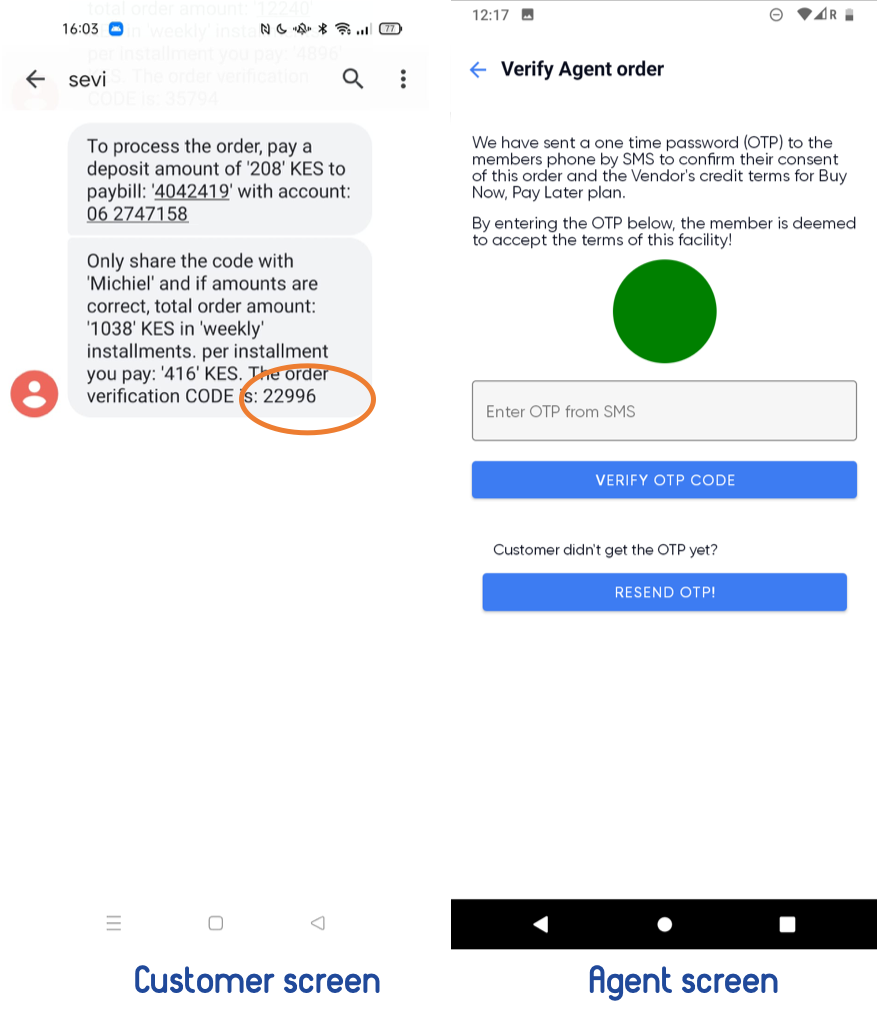 16:03
77
total order amount: '12240'
in 'weekly'
per installment you pay: '4896'
KES. The order verification
CODE is: 35794
sevi
To process the order, pay a
deposit amount of '208' KES to
paybill: '4042419' with account:
06 2747158
Only share the code with
'Michiel' and if amounts are
correct, total order amount:
'1038' KES in 'weekly'
installments. per installment
you pay: '416' KES. The order
verification CODE is: 22996
Customer screen
12:17
R
Verify Agent order
We have sent a one time password (OTP) to the
members phone by SMS to confirm their consent
of this order and the Vendor's credit terms for Buy
Now, Pay Later plan.
By entering the OTP below, the member is deemed
to accept the terms of this facility!
Enter OTP from SMS
VERIFY OTP CODE
Customer didn't get the OTP yet?
RESEND OTP!
Agent screen